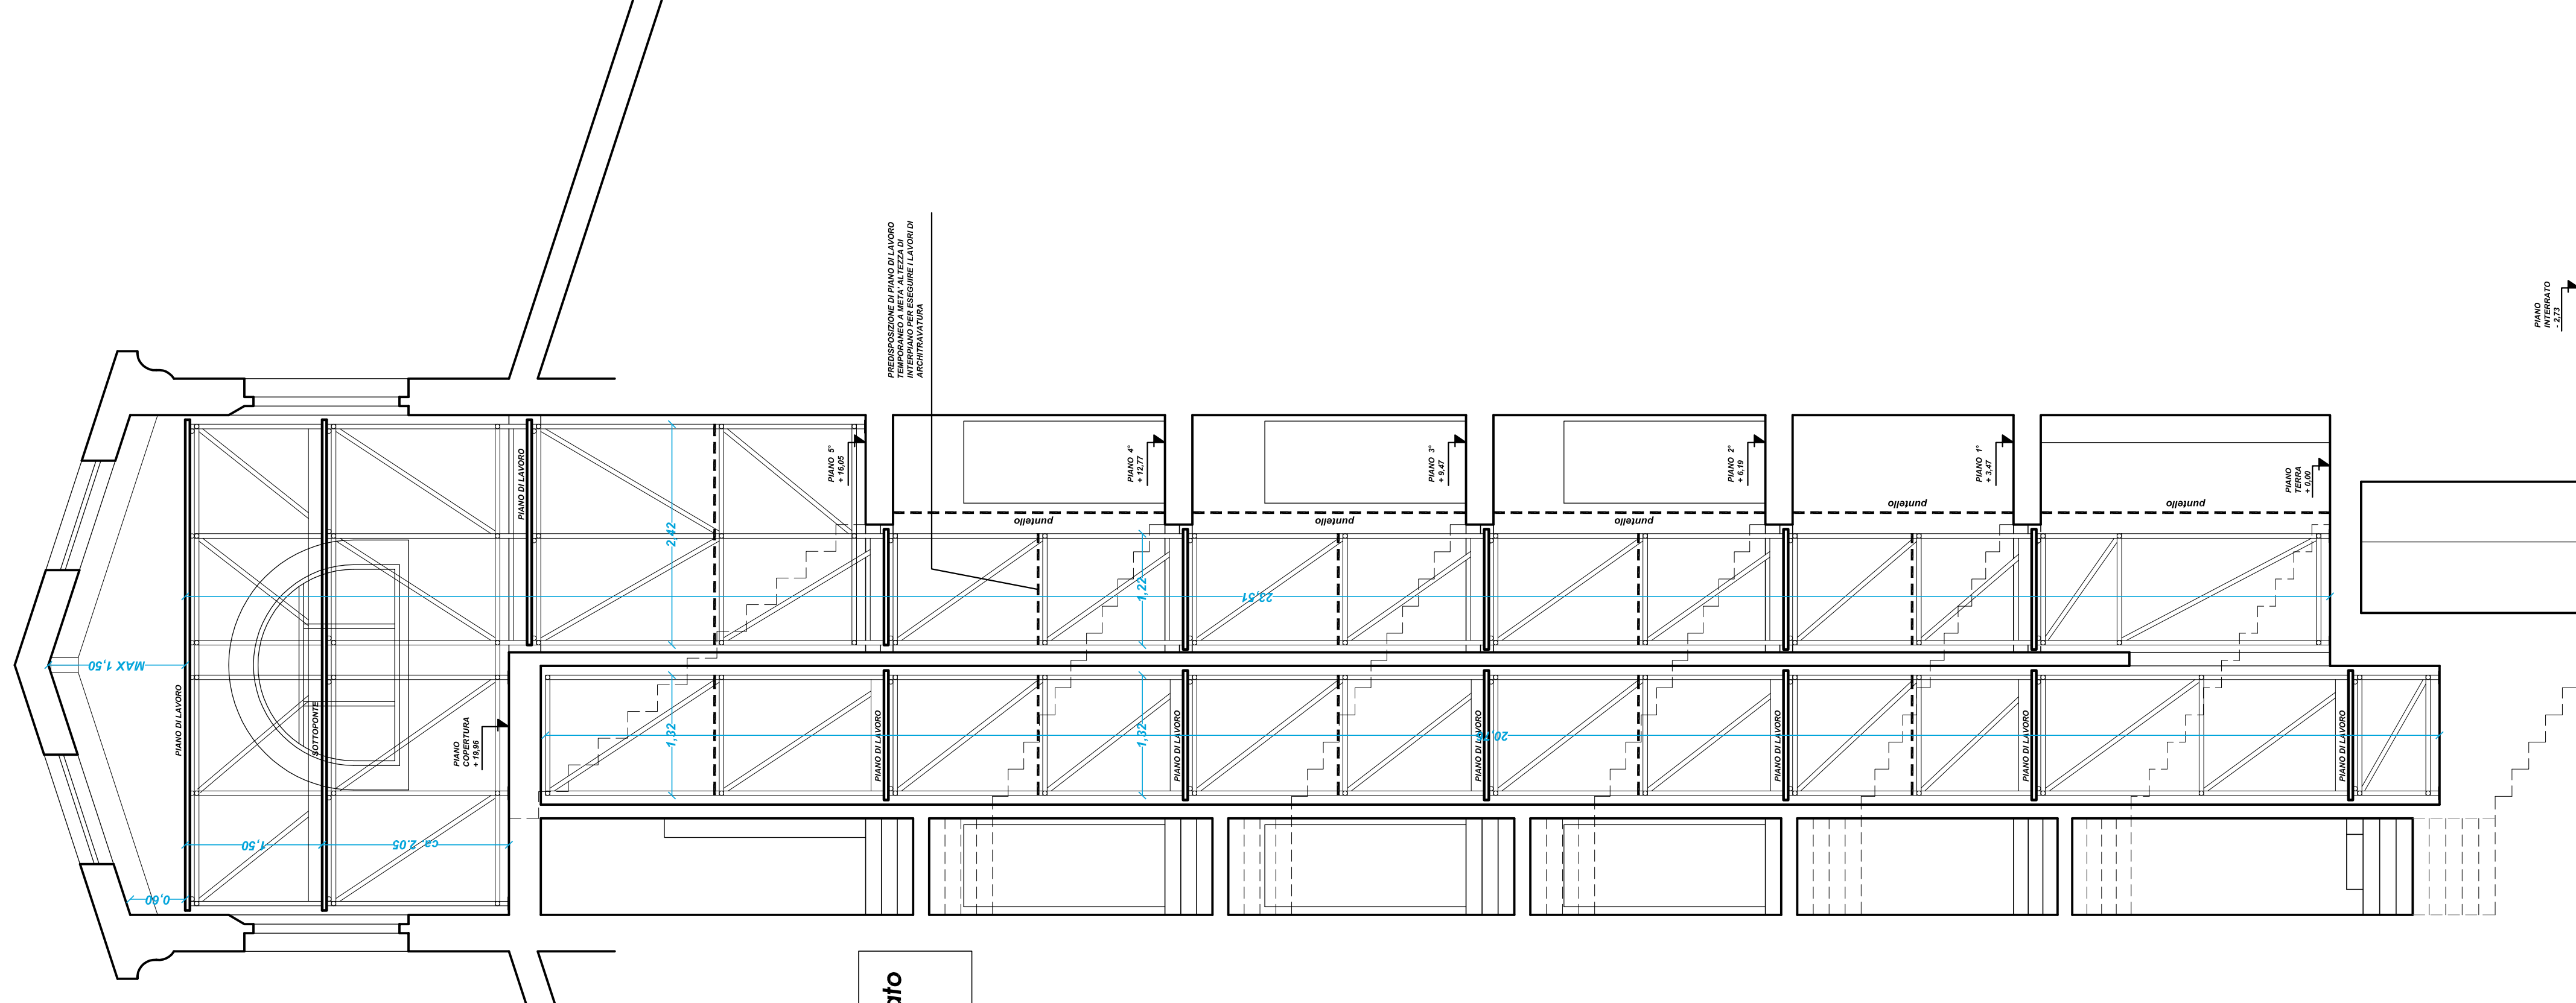 PREDISPOSIZIONE DI PIANO DI LAVORO
TEMPORANEO A META' ALTEZZA DI
INTERPIANO PER ESEGUIRE I LAVORI DI
ARCHITRAVATURA
PIANO
INTERRATO
- 2,73
PIANO 5°
+ 16,05
PIANO 4°
+ 12,77
PIANO 3°
+ 9,47
PIANO 2°
+ 6,19
PIANO 1°
+ 3,47
PIANO
TERRA
+ 0,00
PIANO DI LAVORO
puntello
puntello
puntello
puntello
puntello
2,42
1,22
23,51
MAX 1,50
PIANO DI LAVORO
SOTTOPONTE
PIANO
COPERTURA
+ 19,96
1,32
1,32
PIANO DI LAVORO
PIANO DI LAVORO
PIANO DI LAVORO
PIANO DI LAVORO
PIANO DI LAVORO
PIANO DI LAVORO
1,50
ca 2.05
0,60
ato